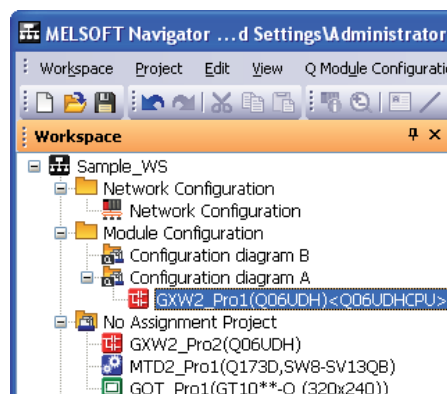 MELSOFT Navigator ...d Settings\Administrator
Workspace Project Edit View Q Module Configurati
Workspace
Sample_WS
Network Configuration
Network Configuration
Module Configuration
Configuration diagram B
Configuration diagram A
GXW2_Pro1(Q06UDH)<Q06UDHCPU>
No Assignment Project
GXW2_Pro2(Q06UDH)
MTD2_Pro1(Q173D,SW8-SV13QB)
GOT_Pro1(GT10**-Q (320x240))